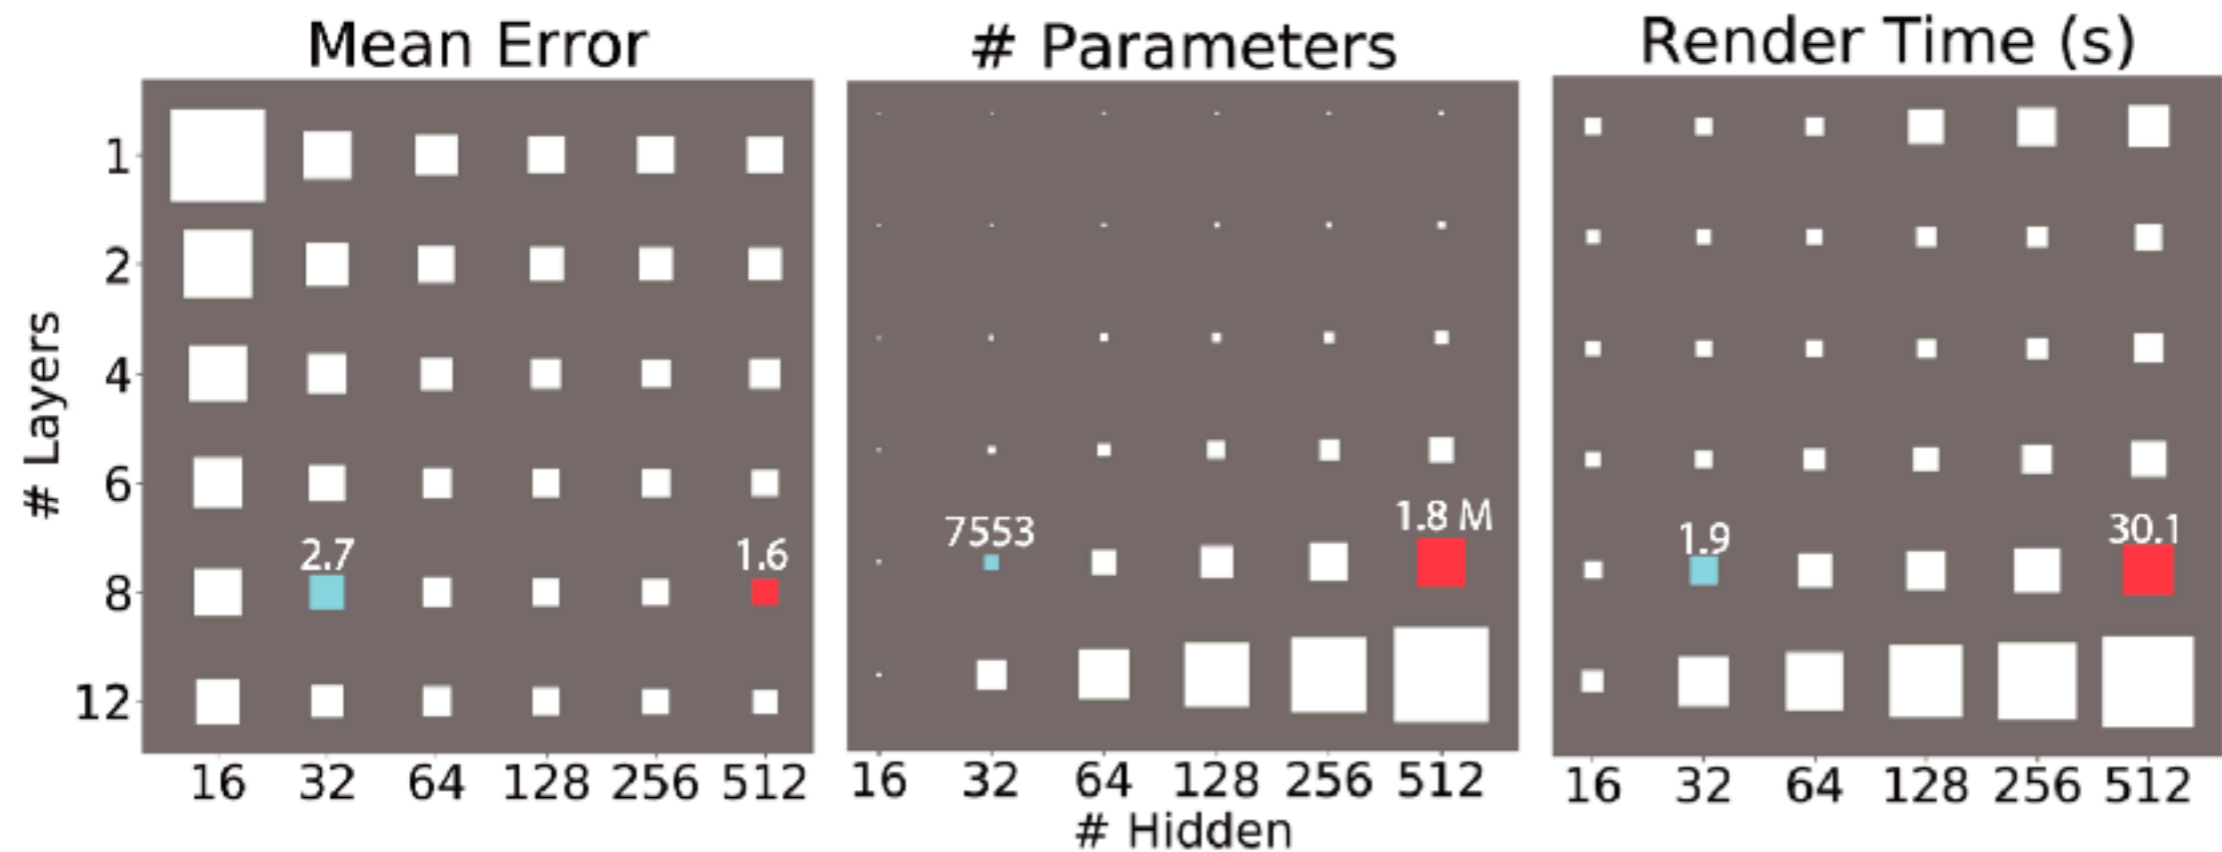 Mean Error
# Parameters
Render Time (s)
# Layers
1
2
4
6
8
12
2.7
1.6
7553
1.8 M
1.9
30.1
16 32 64 128 256 512
16 32 64 128 256 512
16 32 64 128 256 512
# Hidden